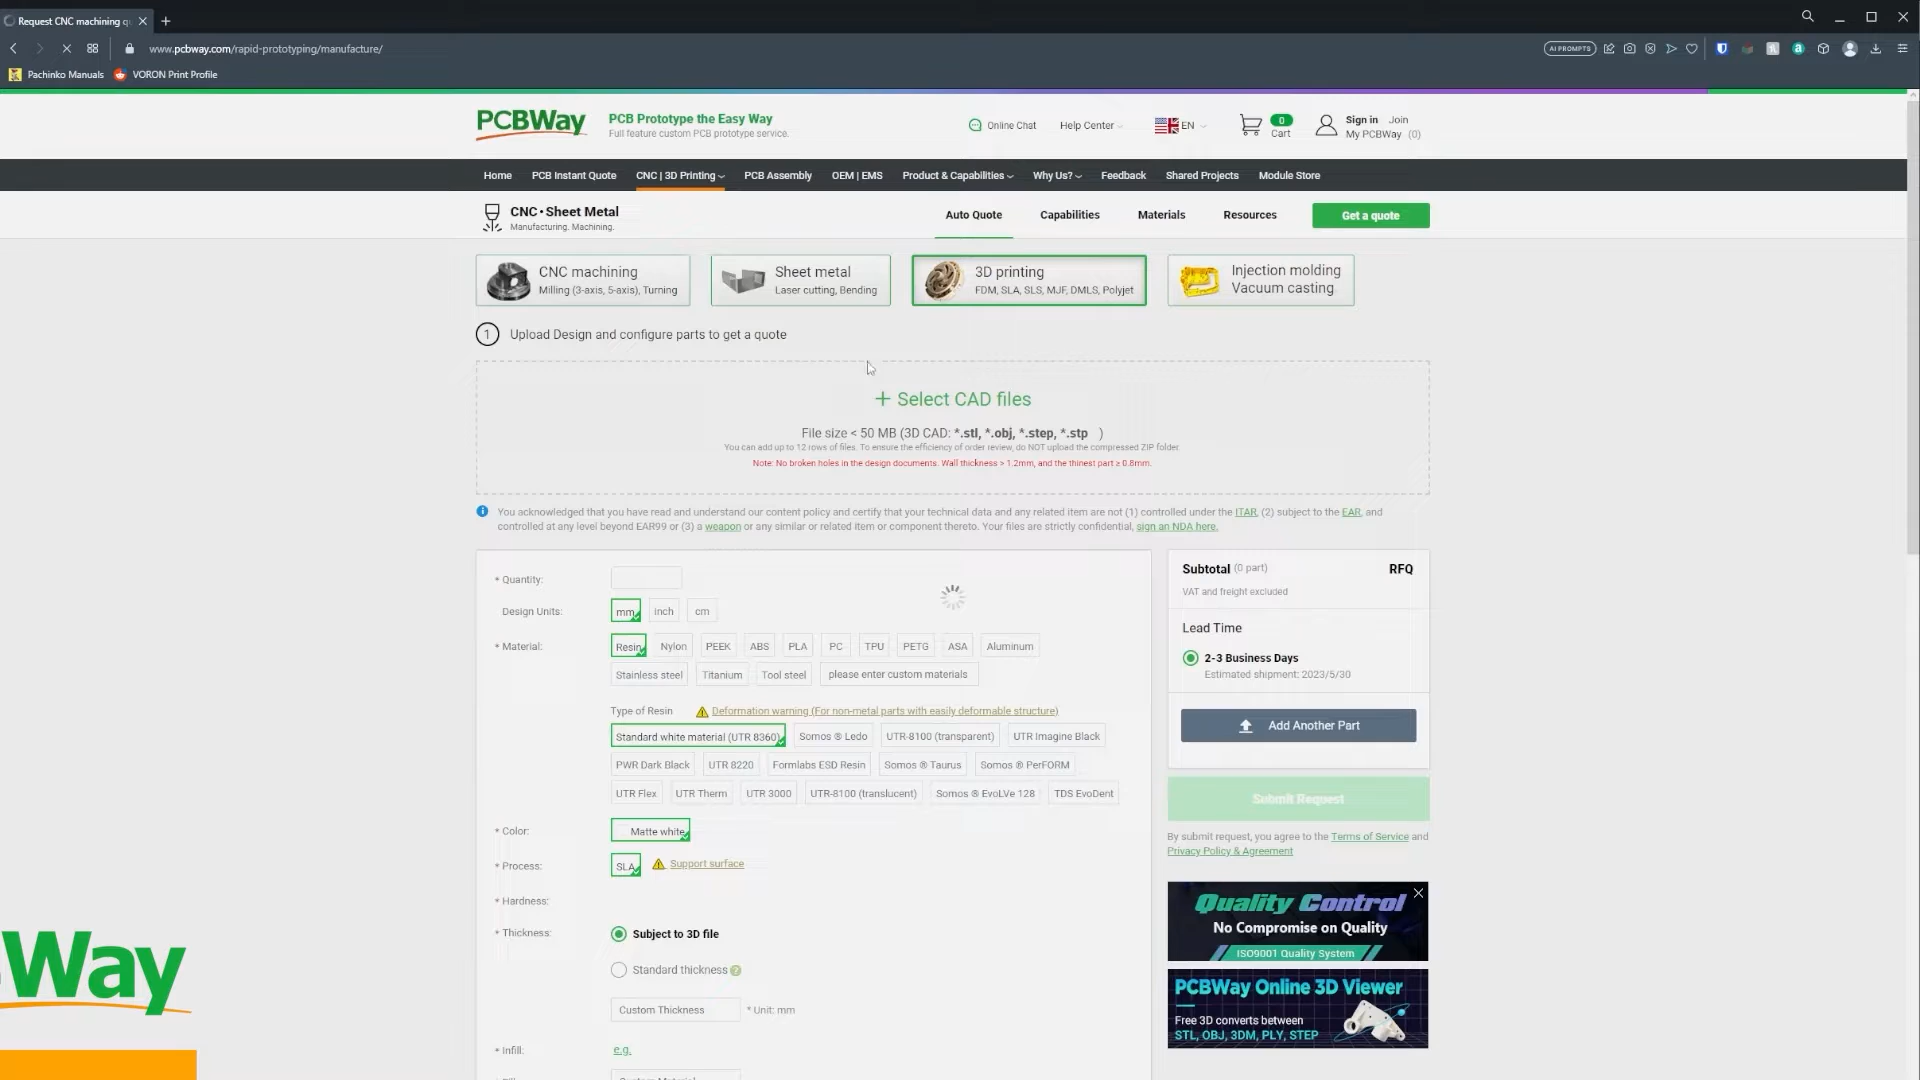 Request CNC machining qu
www.pcbway.com/rapid-prototyping/manufacture/
AI PROMPTS
Pachinko Manuals
VORON Print Profile
PCBWay
PCB Prototype the Easy Way
Full feature custom PCB prototype service.
Online Chat
Help Center
EN
0
Cart
Sign in Join
My PCBWay (0)
Home
PCB Instant Quote
CNC | 3D Printing
PCB Assembly
OEM | EMS
Product & Capabilities
Why Us?
Feedback
Shared Projects
Module Store
CNC • Sheet Metal
Manufacturing. Machining.
Auto Quote
Capabilities
Materials
Resources
Get a quote
CNC machining
Milling (3-axis, 5-axis), Turning
Sheet metal
Laser cutting, Bending
3D printing
FDM, SLA, SLS, MJF, DMLS, Polyjet
Injection molding
Vacuum casting
1 Upload Design and configure parts to get a quote
+ Select CAD files
File size < 50 MB (3D CAD: *.stl, *.obj, *.step, *.stp )
You can add up to 12 rows of files. To ensure the efficiency of order review, do NOT upload the compressed ZIP folder.
Note: No broken holes in the design documents. Wall thickness > 1.2mm, and the thinest part ≥ 0.8mm.
You acknowledged that you have read and understand our content policy and certify that your technical data and any related item are not (1) controlled under the ITAR, (2) subject to the EAR, and
controlled at any level beyond EAR99 or (3) a weapon or any similar or related item or component thereto. Your files are strictly confidential, sign an NDA here.
* Quantity:
Design Units: mm inch cm
* Material: Resin Nylon PEEK ABS PLA PC TPU PETG ASA Aluminum
Stainless steel Titanium Tool steel please enter custom materials
Type of Resin Deformation warning (For non-metal parts with easily deformable structure)
Standard white material (UTR 8360) Somos ® Ledo UTR-8100 (transparent) UTR Imagine Black
PWR Dark Black UTR 8220 Formlabs ESD Resin Somos ® Taurus Somos ® PerFORM
UTR Flex UTR Therm UTR 3000 UTR-8100 (translucent) Somos ® EvoLVe 128 TDS EvoDent
* Color: Matte white
* Process: SLA Support surface
* Hardness:
* Thickness: Subject to 3D file
Standard thickness ?
Custom Thickness * Unit: mm
* Infill: e.g.
Subtotal (0 part) RFQ
VAT and freight excluded
Lead Time
2-3 Business Days
Estimated shipment: 2023/5/30
Add Another Part
Submit Request
By submit request, you agree to the Terms of Service and
Privacy Policy & Agreement
Quality Control
No Compromise on Quality
ISO9001 Quality System
PCBWay Online 3D Viewer
Free 3D converts between
STL, OBJ, 3DM, PLY, STEP
Way